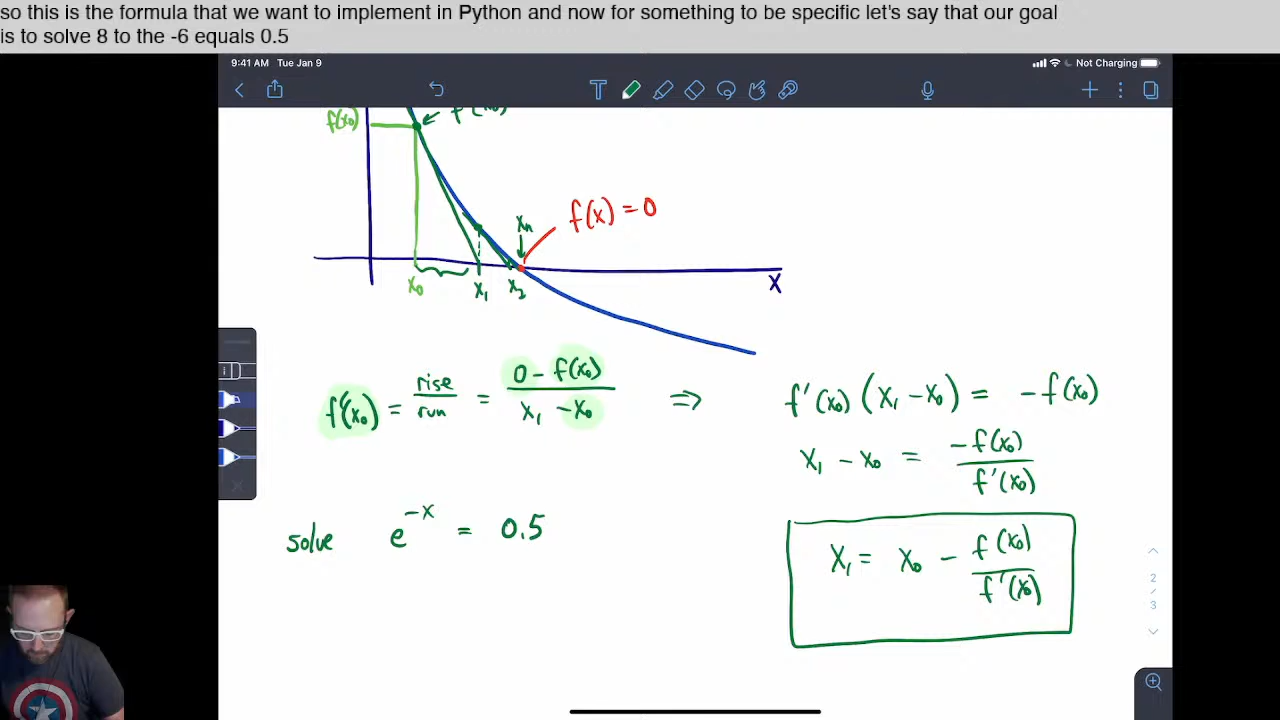 so this is the formula that we want to implement in Python and now for something to be specific let's say that our goal
is to solve 8 to the -6 equals 0.5
9:41 AM Tue Jan 9
Not Charging
T
f(x₀)
f(x) = 0
xₙ
x₀ x₁ x₂
X
f'(x₀) = rise/run = (0 - f(x₀))/(x₁ - x₀) ⇒ f'(x₀) (x₁ - x₀) = -f(x₀)
x₁ - x₀ = -f(x₀)/f'(x₀)
solve e^(-x) = 0.5
x₁ = x₀ - f(x₀)/f'(x₀)
2
/
3